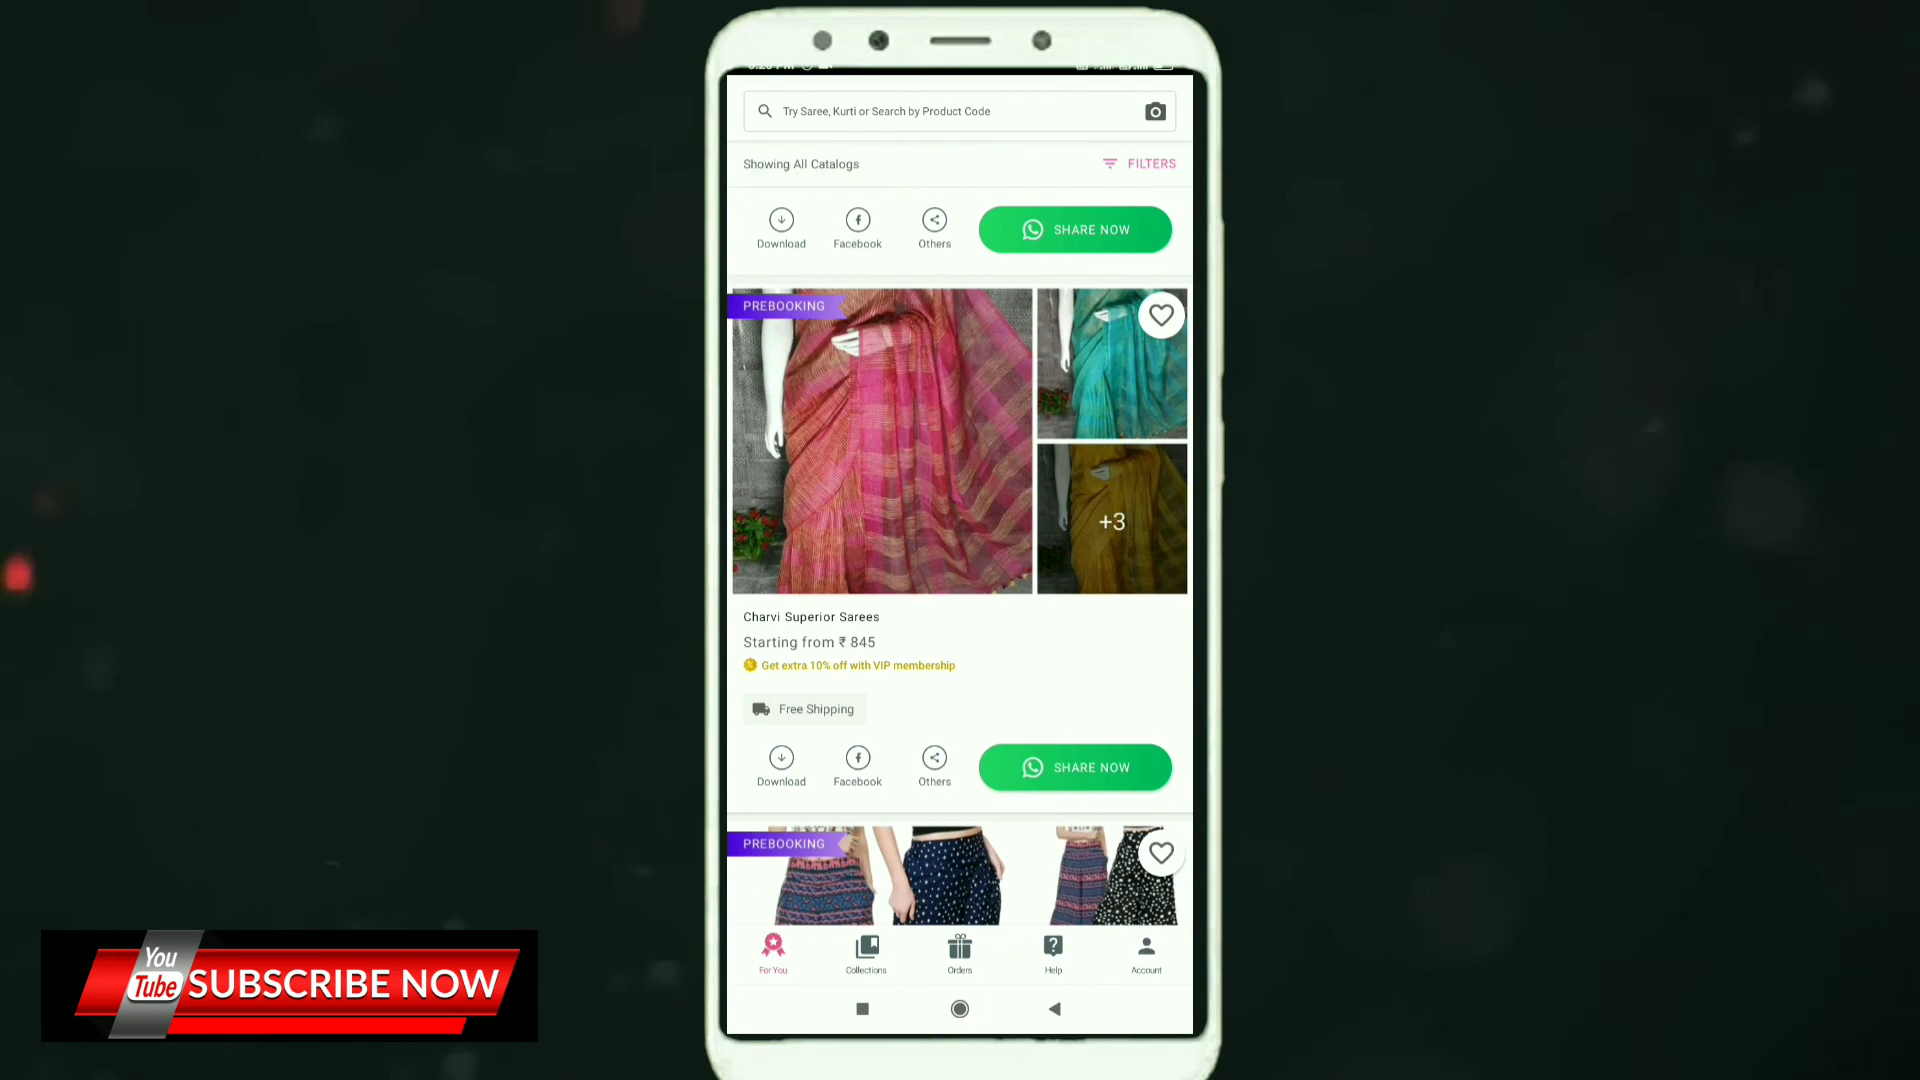 Try Saree, Kurti or Search by Product Code
Showing All Catalogs
FILTERS
Download
Facebook
Others
SHARE NOW
PREBOOKING
+3
Charvi Superior Sarees
Starting from ₹ 845
Get extra 10% off with VIP membership
Free Shipping
Download
Facebook
Others
SHARE NOW
PREBOOKING
For You
Collections
Orders
Help
Account
You
Tube
SUBSCRIBE NOW